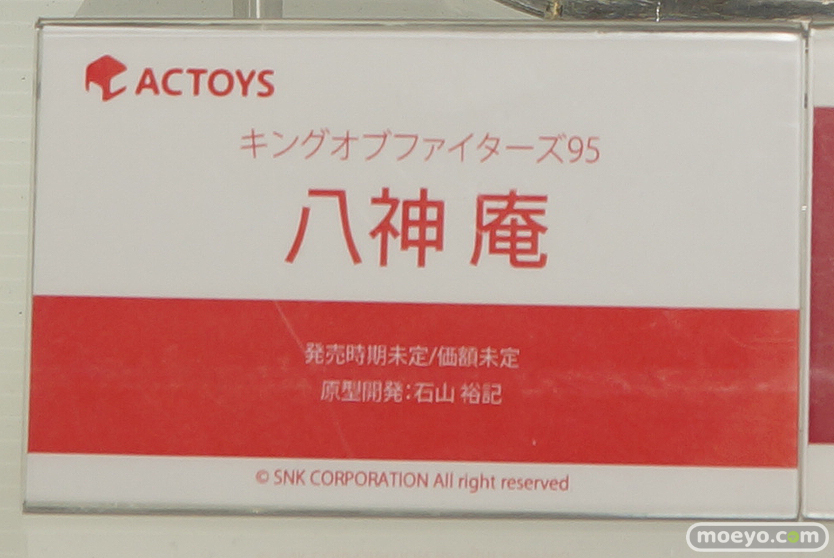 ACTOYS
キングオブファイターズ95
八神 庵
発売時期未定/価額未定
原型開発：石山 裕記
© SNK CORPORATION All right reserved
moeyo.com